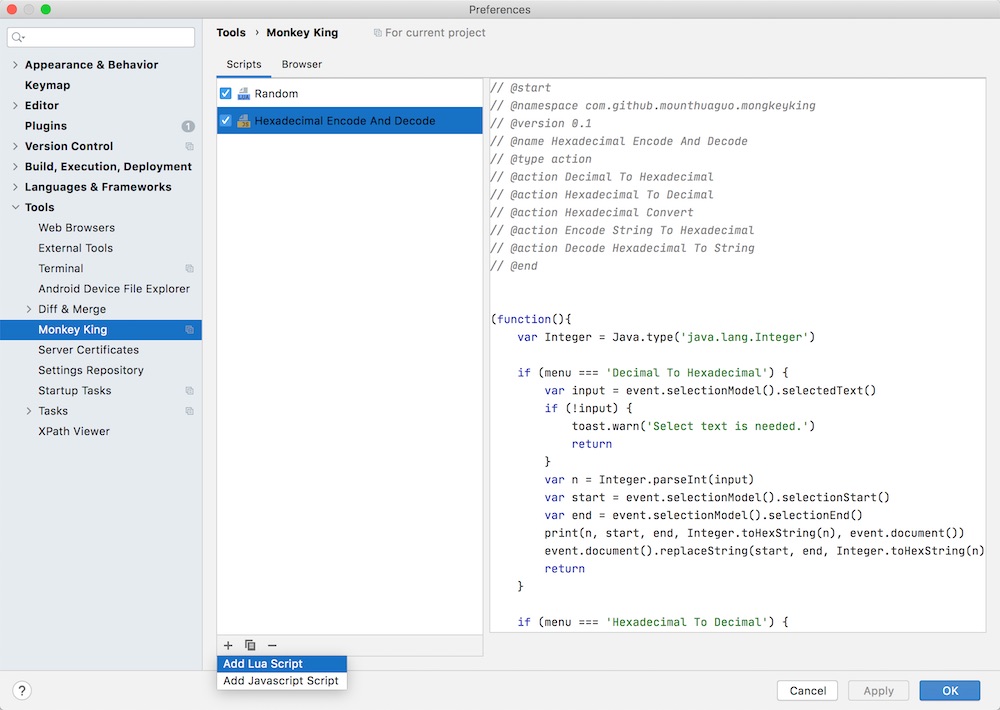 Preferences
Tools › Monkey King
For current project
Scripts
Browser
Appearance & Behavior
Keymap
Editor
Plugins
1
Version Control
Build, Execution, Deployment
Languages & Frameworks
Tools
Web Browsers
External Tools
Terminal
Android Device File Explorer
Diff & Merge
Monkey King
Server Certificates
Settings Repository
Startup Tasks
Tasks
XPath Viewer
Random
Hexadecimal Encode And Decode
// @start
// @namespace com.github.mounthuaguo.mongkeyking
// @version 0.1
// @name Hexadecimal Encode And Decode
// @type action
// @action Decimal To Hexadecimal
// @action Hexadecimal To Decimal
// @action Hexadecimal Convert
// @action Encode String To Hexadecimal
// @action Decode Hexadecimal To String
// @end
(function(){
    var Integer = Java.type('java.lang.Integer')
    if (menu === 'Decimal To Hexadecimal') {
        var input = event.selectionModel().selectedText()
        if (!input) {
            toast.warn('Select text is needed.')
            return
        }
        var n = Integer.parseInt(input)
        var start = event.selectionModel().selectionStart()
        var end = event.selectionModel().selectionEnd()
        print(n, start, end, Integer.toHexString(n), event.document())
        event.document().replaceString(start, end, Integer.toHexString(n)
        return
    }
    if (menu === 'Hexadecimal To Decimal') {
Add Lua Script
Add Javascript Script
?
Cancel
Apply
OK